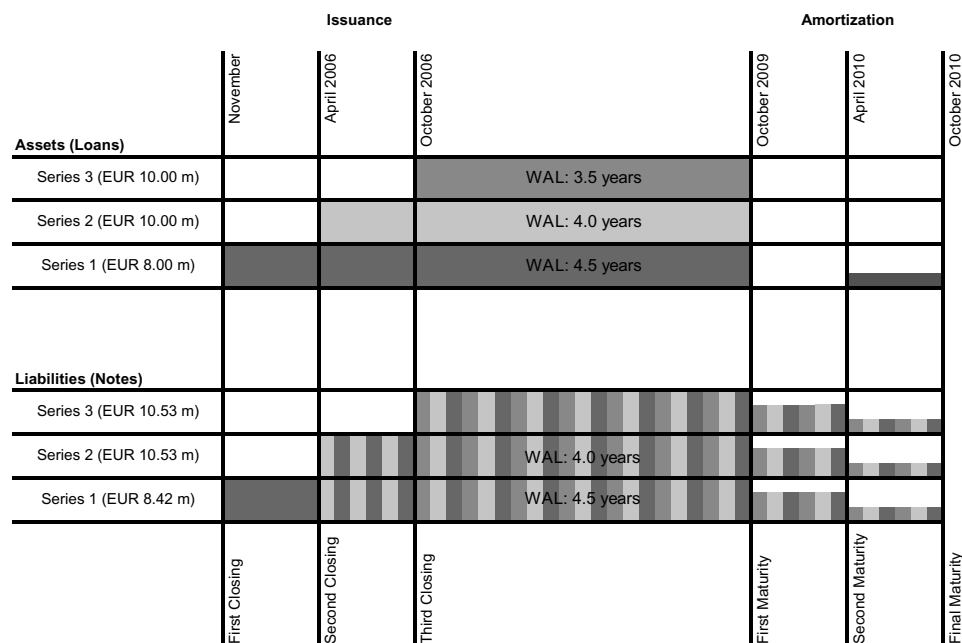 Issuance
Amortization
November
April 2006
October 2006
October 2009
April 2010
October 2010
Assets (Loans)
Series 3 (EUR 10.00 m)
WAL: 3.5 years
Series 2 (EUR 10.00 m)
WAL: 4.0 years
Series 1 (EUR 8.00 m)
WAL: 4.5 years
Liabilities (Notes)
Series 3 (EUR 10.53 m)
Series 2 (EUR 10.53 m)
WAL: 4.0 years
Series 1 (EUR 8.42 m)
WAL: 4.5 years
First Closing
Second Closing
Third Closing
First Maturity
Second Maturity
Final Maturity